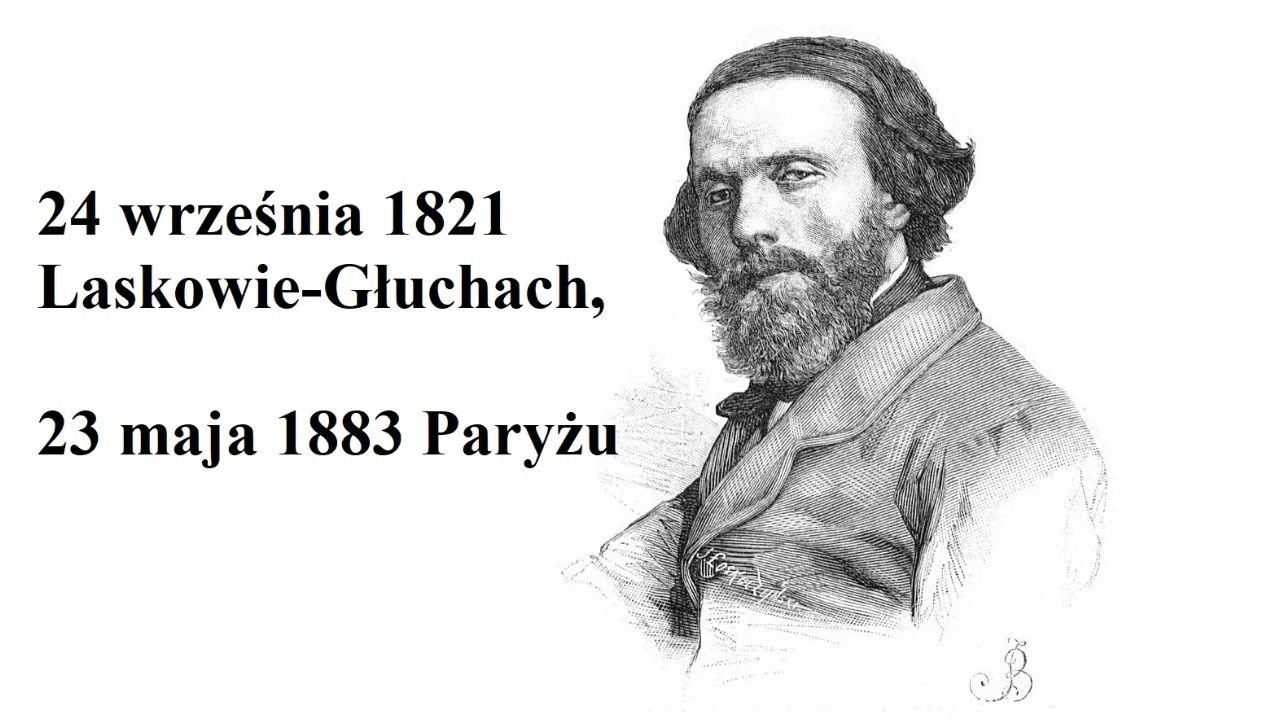 24 września 1821
Laskowie-Głuchach,
23 maja 1883 Paryżu